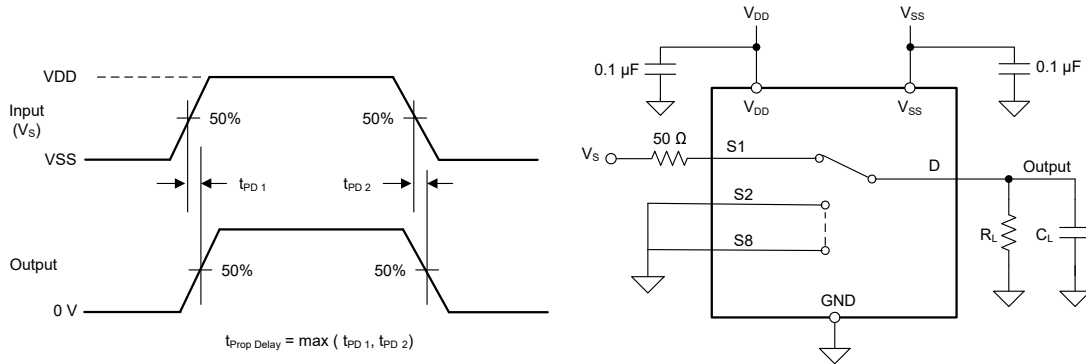 VDD
Input
(VS)
50%
50%
VSS
tPD 1
tPD 2
Output
50%
50%
0 V
tProp Delay = max ( tPD 1, tPD 2)
VDD
VSS
0.1 µF
0.1 µF
VDD
VSS
50 Ω
VS
S1
D
Output
S2
S8
RL
CL
GND